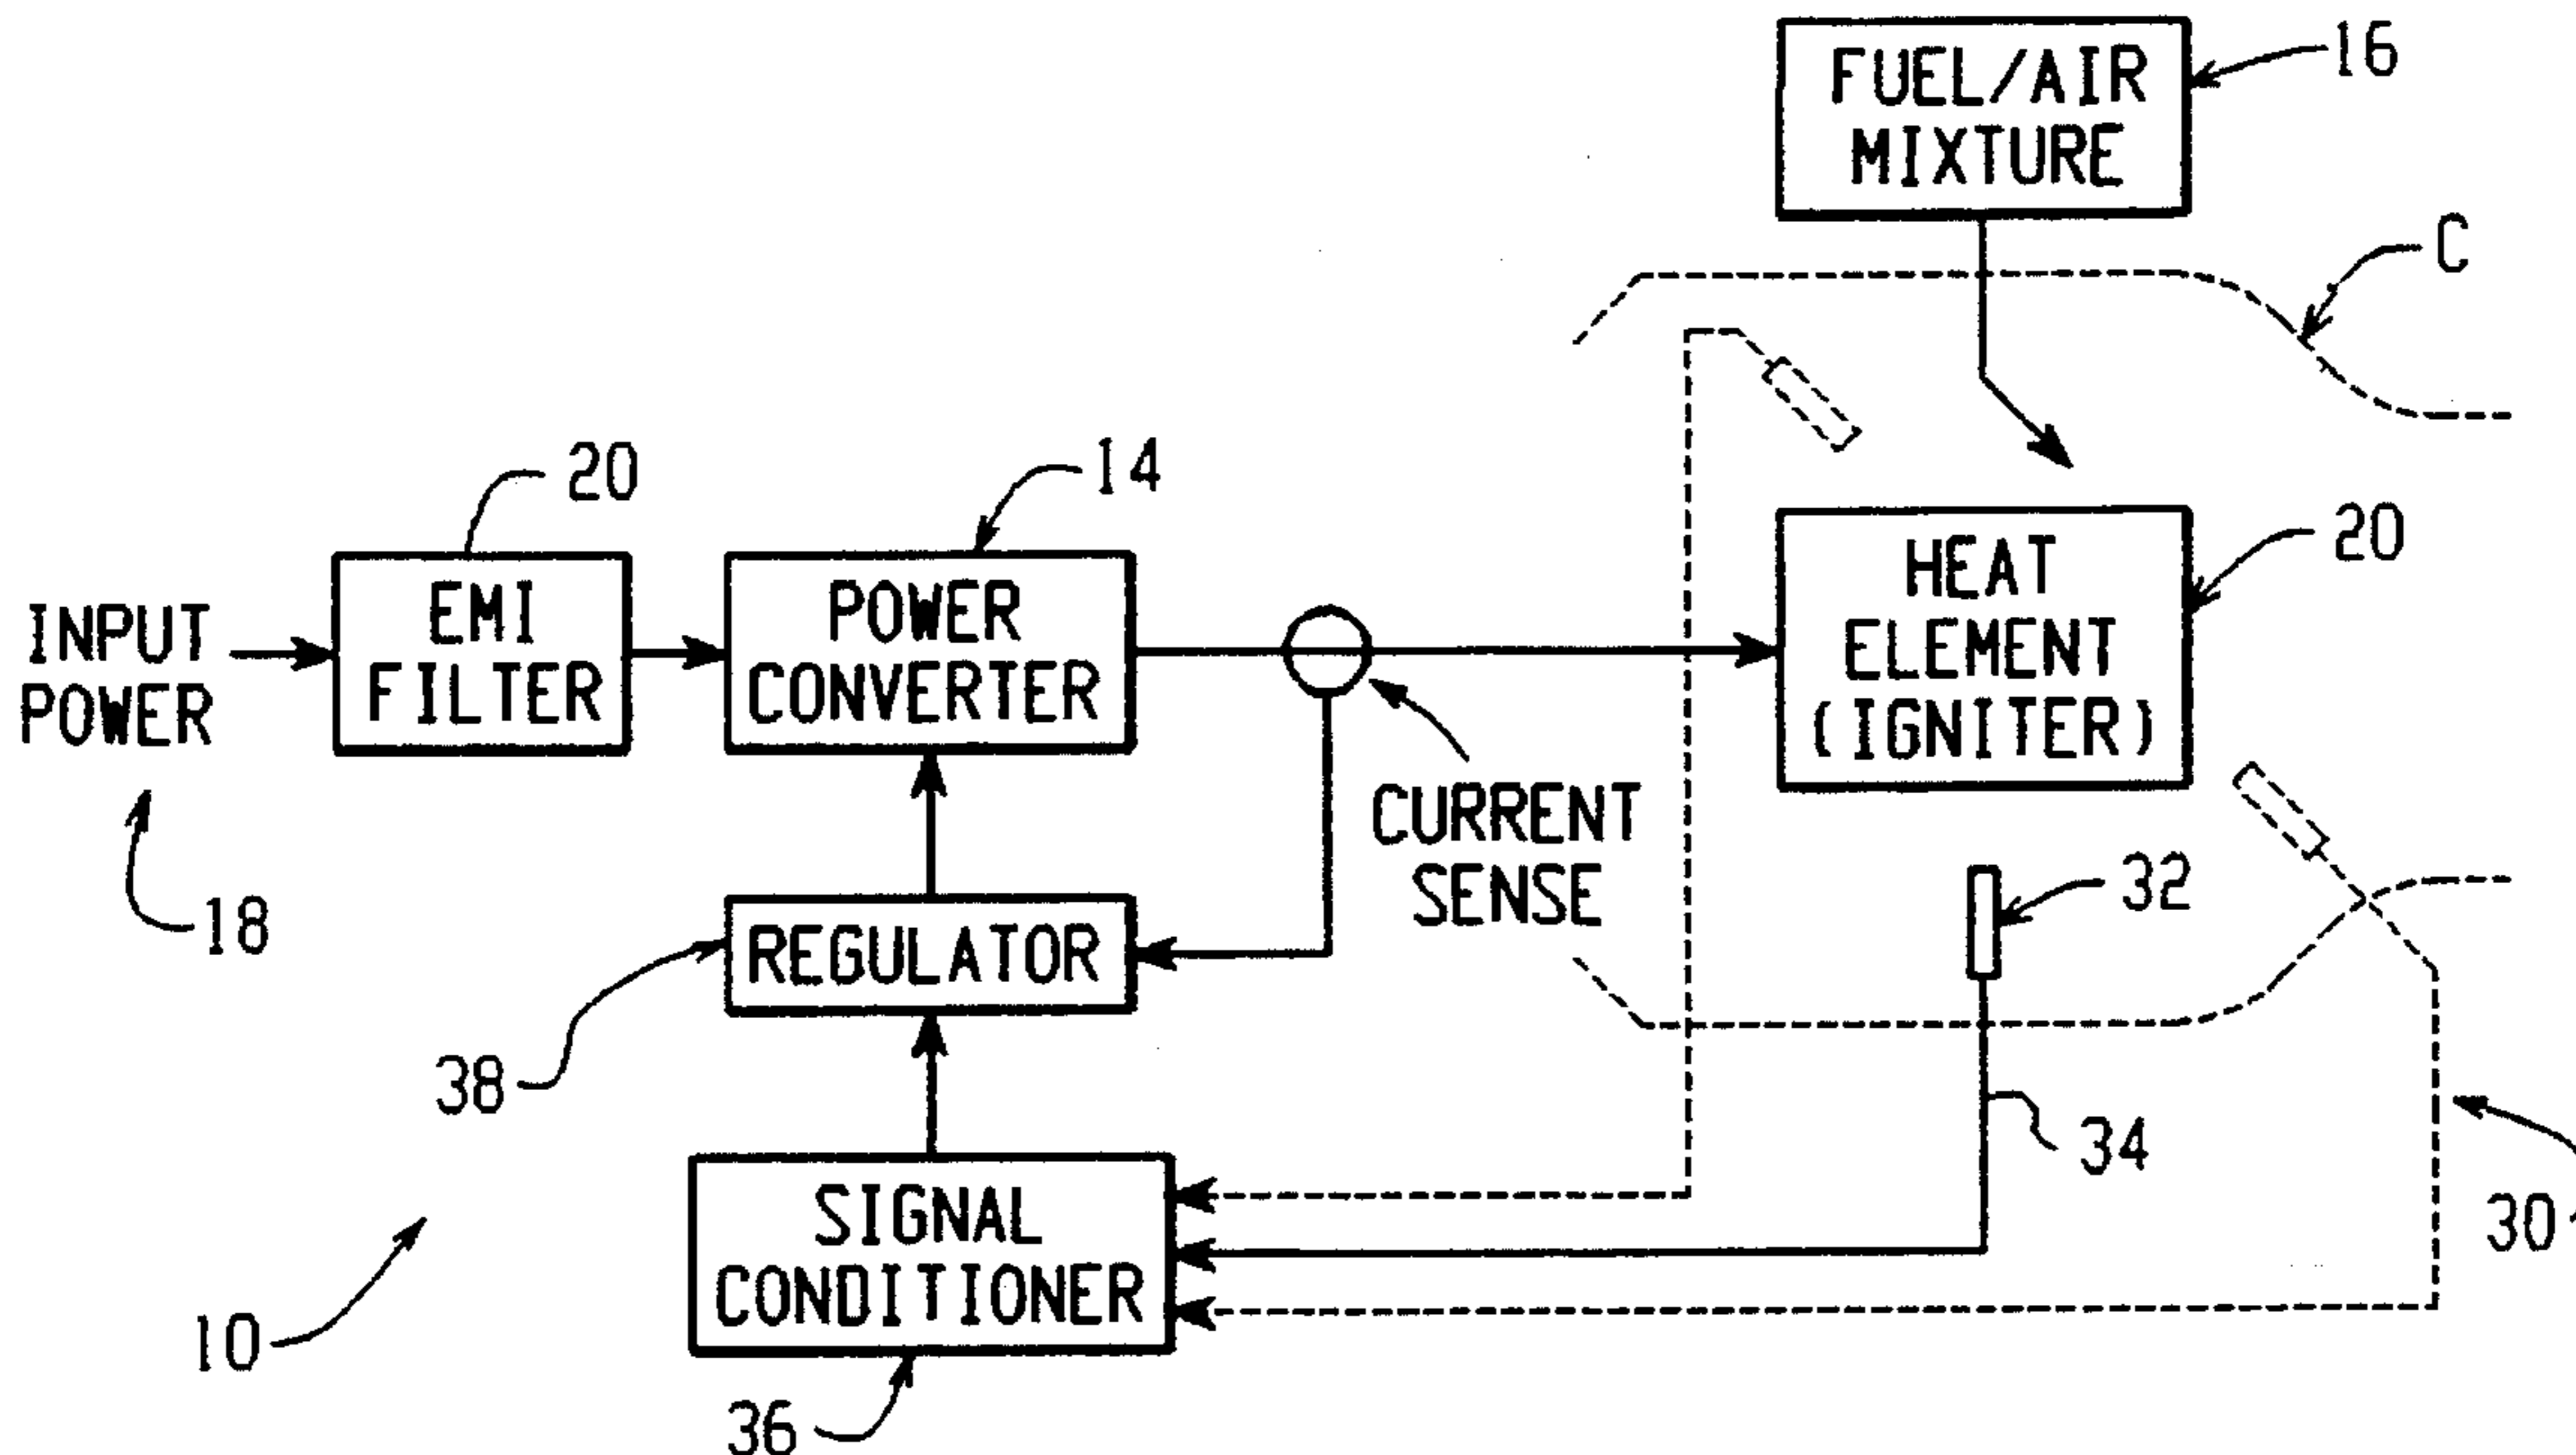 FUEL/AIR
MIXTURE
16
C
20
14
INPUT
POWER
EMI
FILTER
POWER
CONVERTER
HEAT
ELEMENT
(IGNITER)
20
CURRENT
SENSE
18
REGULATOR
32
38
34
SIGNAL
CONDITIONER
30
10
36